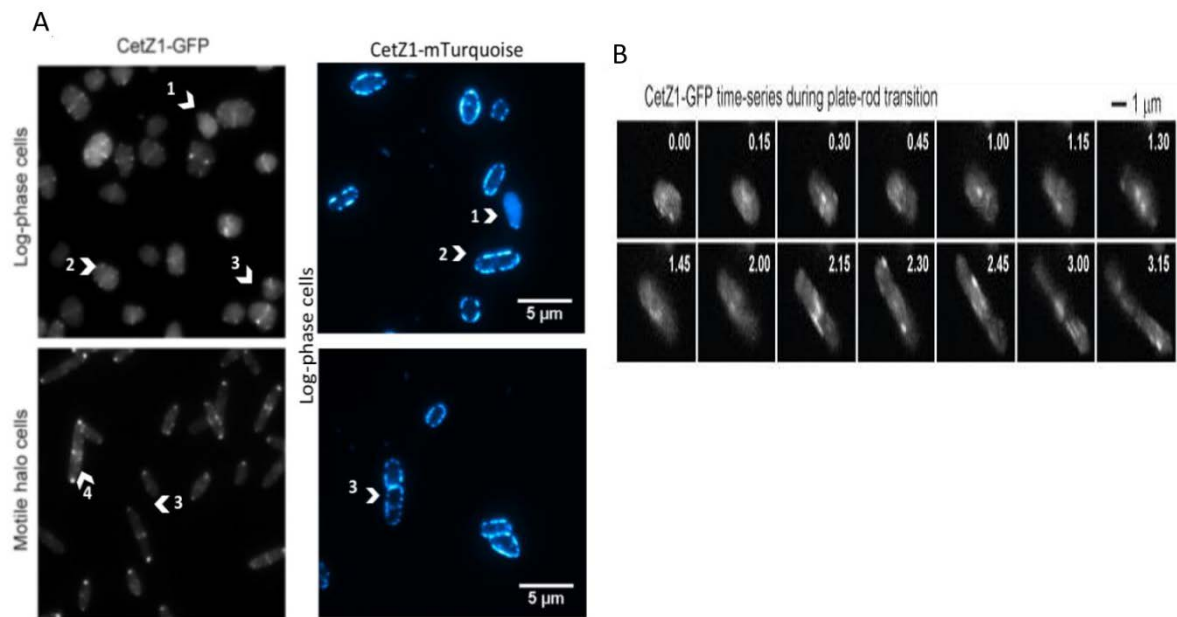 A
CetZ1-GFP
CetZ1-mTurquoise
Log-phase cells
1
2
3
Motile halo cells
4
3
Log-phase cells
1
2
5 µm
3
5 µm
B
CetZ1-GFP time-series during plate-rod transition
1 µm
0.00 0.15 0.30 0.45 1.00 1.15 1.30
1.45 2.00 2.15 2.30 2.45 3.00 3.15